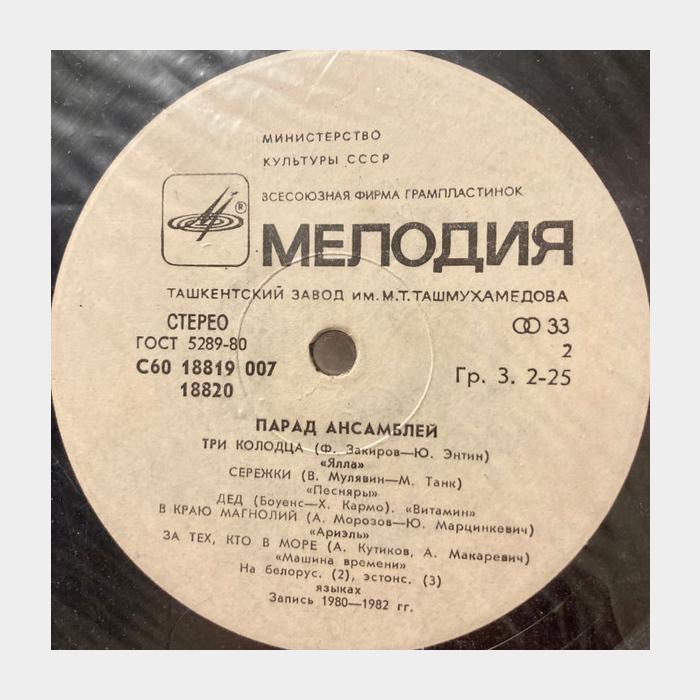 МИНИСТЕРСТВО
КУЛЬТУРЫ СССР
ВСЕСОЮЗНАЯ ФИРМА ГРАМПЛАСТИНОК
®
МЕЛОДИЯ
ТАШКЕНТСКИЙ ЗАВОД ИМ. М.Т. ТАШМУХАМЕДОВА
СТЕРЕО
ГОСТ 5289-80
С60 18819 007
18820
33
2
Гр. 3. 2-25
ПАРАД АНСАМБЛЕЙ
ТРИ КОЛОДЦА (Ф. Закиров—Ю. Энтин)
«Ялла»
СЕРЕЖКИ (В. Мулявин—М. Танк)
«Песняры»
ДЕД (Боуенс—Х. Кармо). «Витамин»
В КРАЮ МАГНОЛИЙ (А. Морозов—Ю. Марцинкевич)
«Ариэль»
ЗА ТЕХ, КТО В МОРЕ (А. Кутиков, А. Макаревич)
«Машина времени»
На белорус. (2), эстонс. (3)
языках
Запись 1980—1982 гг.